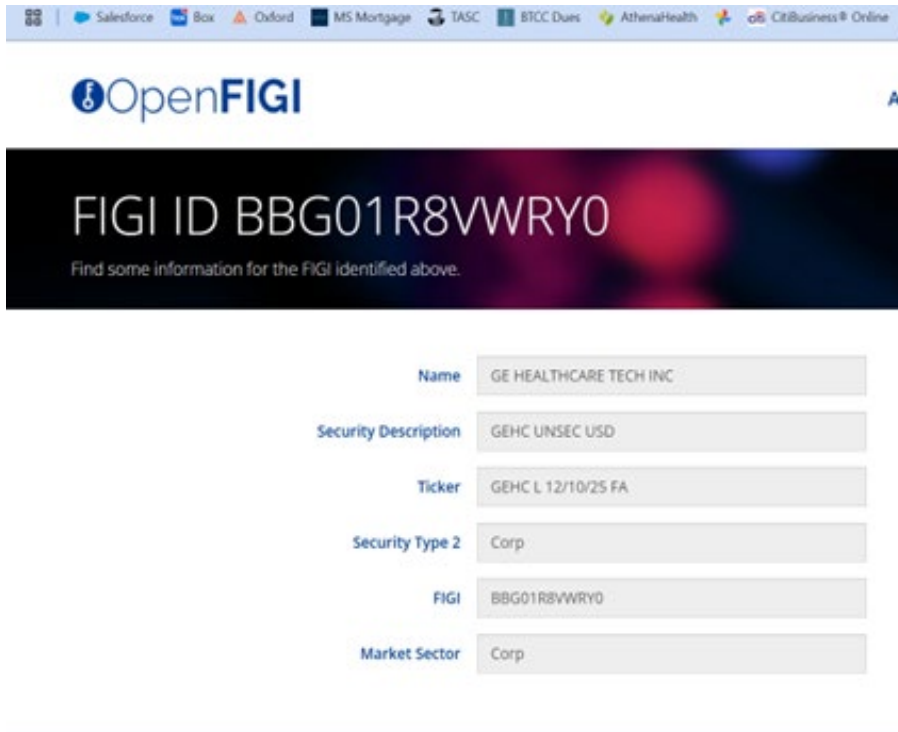 Salesforce Box Oxford MS Mortgage TASC BTCC Dues AthenaHealth CitiBusiness® Online
OpenFIGI
A
FIGI ID BBG01R8VWRY0
Find some information for the FIGI identified above.
Name GE HEALTHCARE TECH INC
Security Description GEHC UNSEC USD
Ticker GEHC L 12/10/25 FA
Security Type 2 Corp
FIGI BBG01R8VWRY0
Market Sector Corp